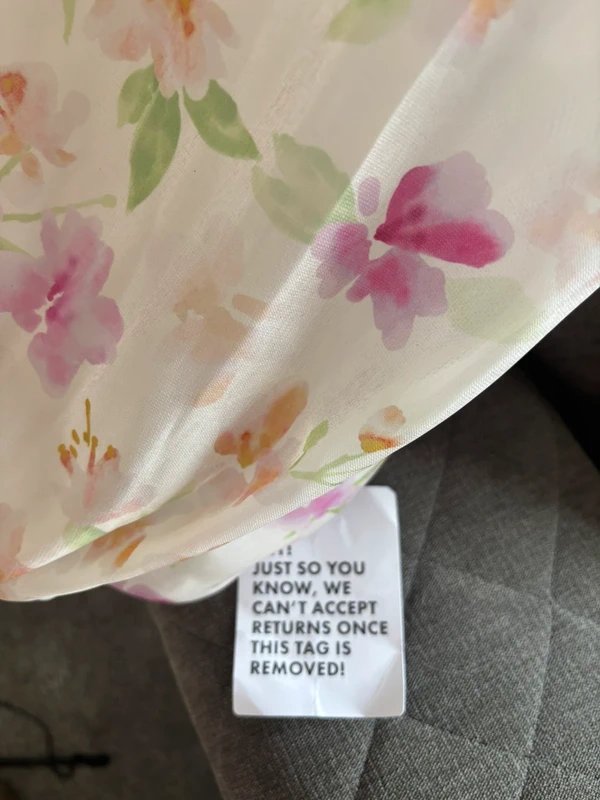 JUST SO YOU
KNOW, WE
CAN'T ACCEPT
RETURNS ONCE
THIS TAG IS
REMOVED!